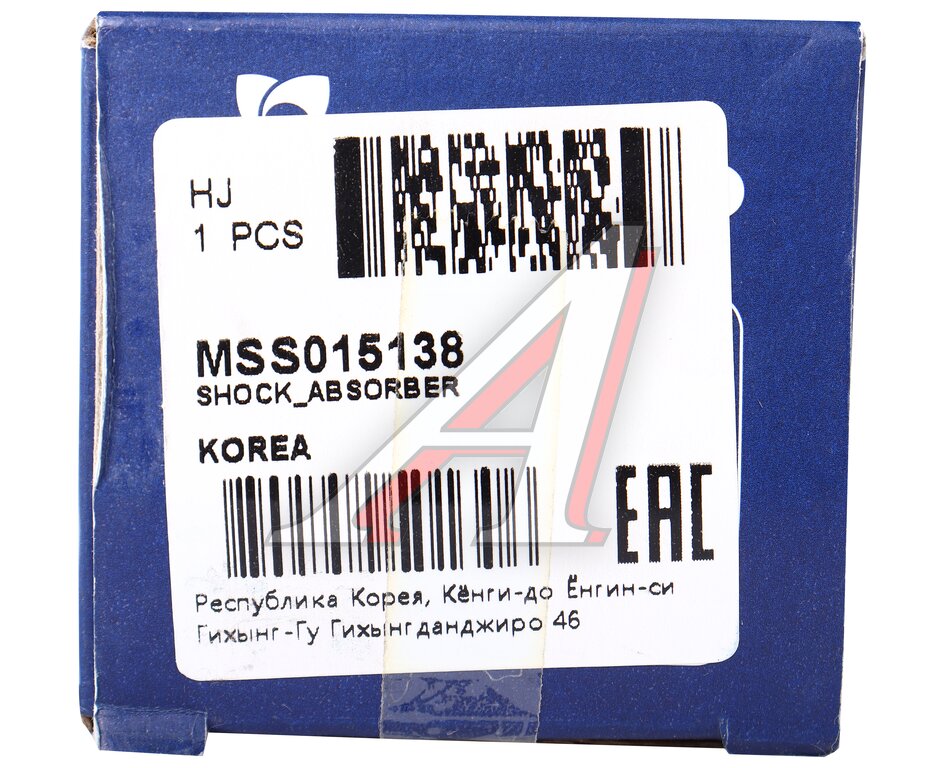 HJ
1 PCS
MSS015138
SHOCK_ABSORBER
KOREA
EAC
Республика Корея, Кёнги-до Ёнгин-си
Гихынг-Гу Гихынгданджиро 46